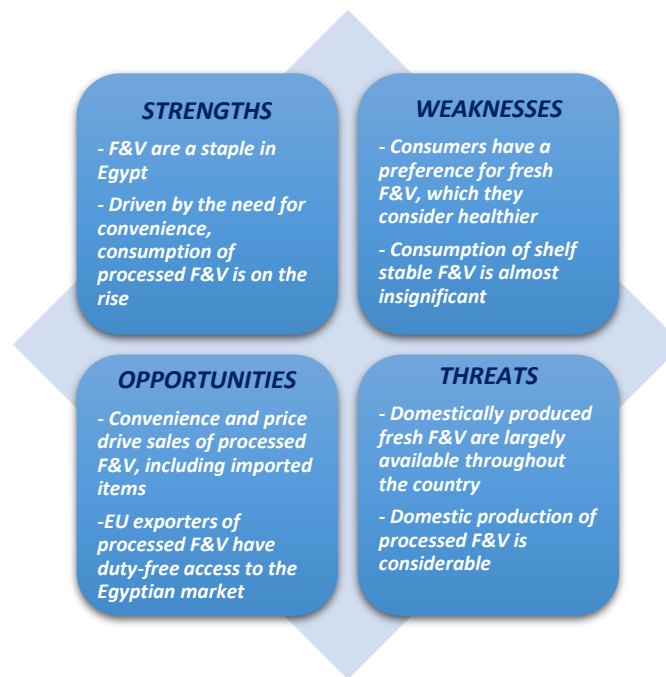 STRENGTHS
- F&V are a staple in
Egypt
- Driven by the need for
convenience,
consumption of
processed F&V is on the
rise
WEAKNESSES
- Consumers have a
preference for fresh
F&V, which they
consider healthier
- Consumption of shelf
stable F&V is almost
insignificant
OPPORTUNITIES
- Convenience and price
drive sales of processed
F&V, including imported
items
-EU exporters of
processed F&V have
duty-free access to the
Egyptian market
THREATS
- Domestically produced
fresh F&V are largely
available throughout
the country
- Domestic production of
processed F&V is
considerable